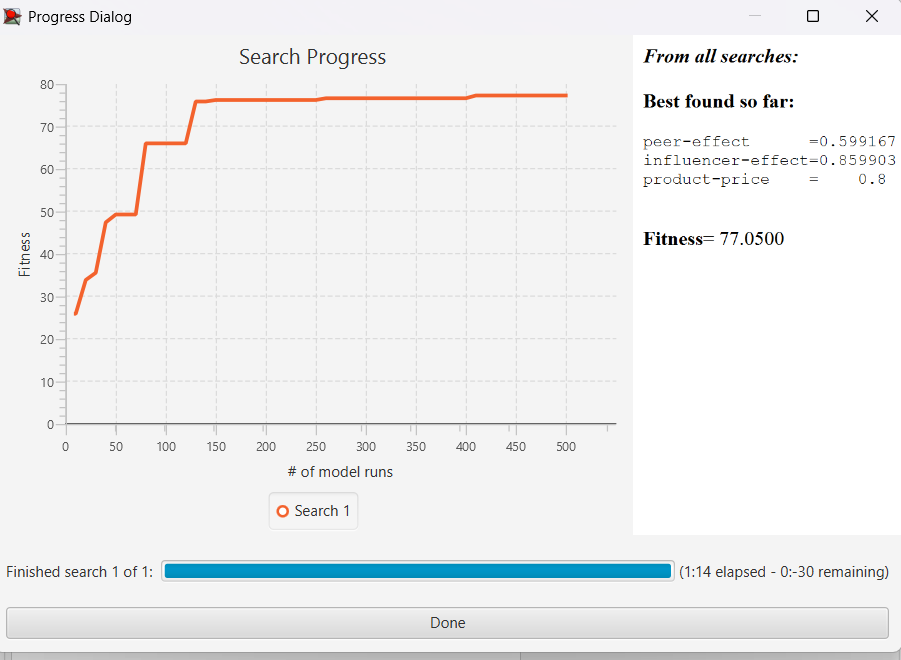 Progress Dialog
Search Progress
80
70
60
50
40
30
20
10
0
Fitness
0 50 100 150 200 250 300 350 400 450 500
# of model runs
Search 1
From all searches:
Best found so far:
peer-effect      =0.599167
influencer-effect=0.859903
product-price    =    0.8
Fitness= 77.0500
Finished search 1 of 1: (1:14 elapsed - 0:-30 remaining)
Done